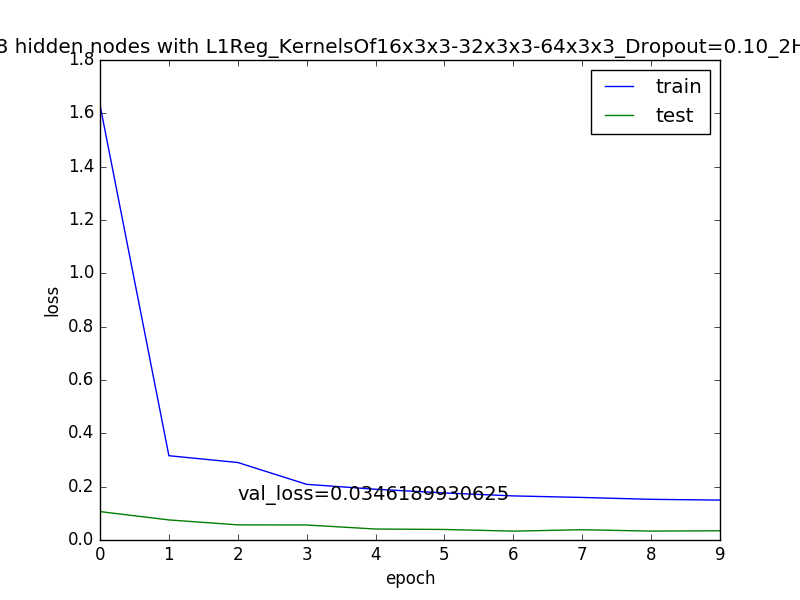 8 hidden nodes with L1Reg_KernelsOf16x3x3-32x3x3-64x3x3_Dropout=0.10_2H
1.8
1.6
1.4
1.2
1.0
0.8
0.6
0.4
0.2
0.0
loss
train
test
val_loss=0.0346189930625
0 1 2 3 4 5 6 7 8 9
epoch